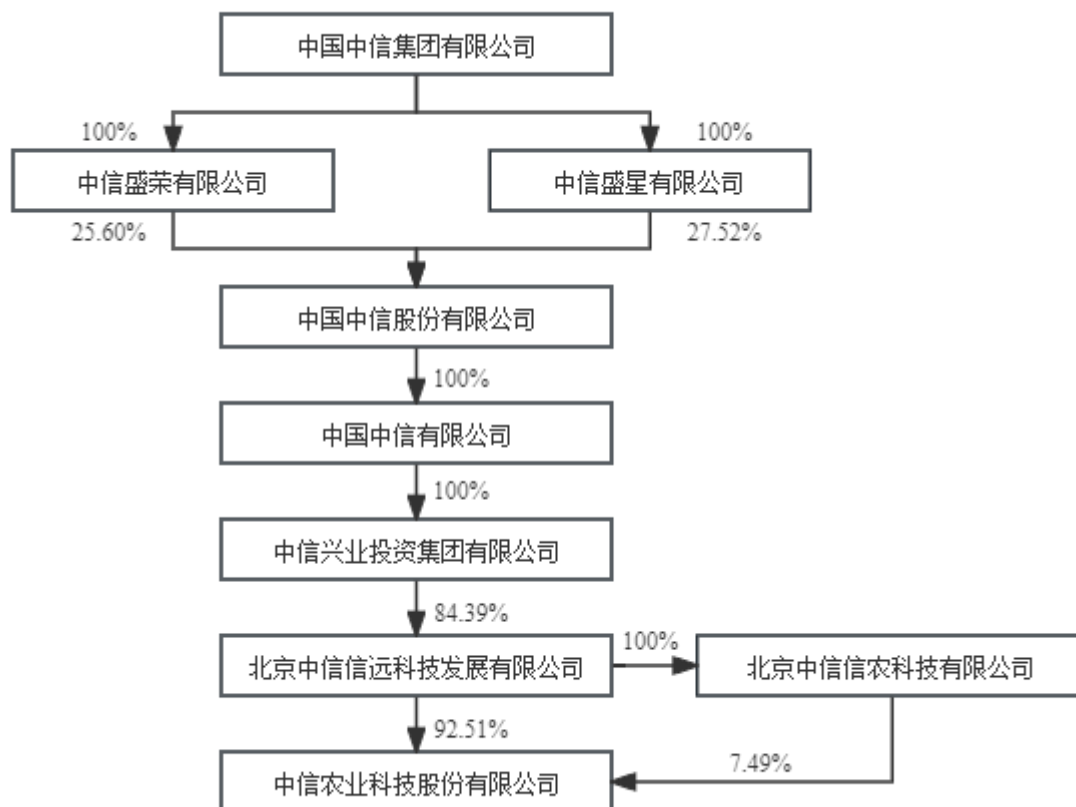 中国中信集团有限公司
100%
100%
中信盛荣有限公司
中信盛星有限公司
25.60%
27.52%
中国中信股份有限公司
100%
中国中信有限公司
100%
中信兴业投资集团有限公司
84.39%
100%
北京中信信远科技发展有限公司
北京中信信农科技有限公司
92.51%
7.49%
中信农业科技股份有限公司